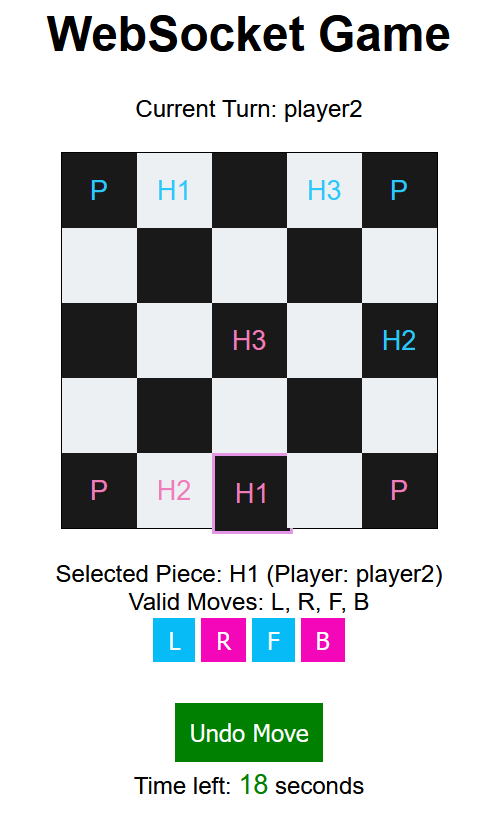 WebSocket Game
Current Turn: player2
P H1 H3 P
H3 H2
P H2 H1 P
Selected Piece: H1 (Player: player2)
Valid Moves: L, R, F, B
L R F B
Undo Move
Time left: 18 seconds